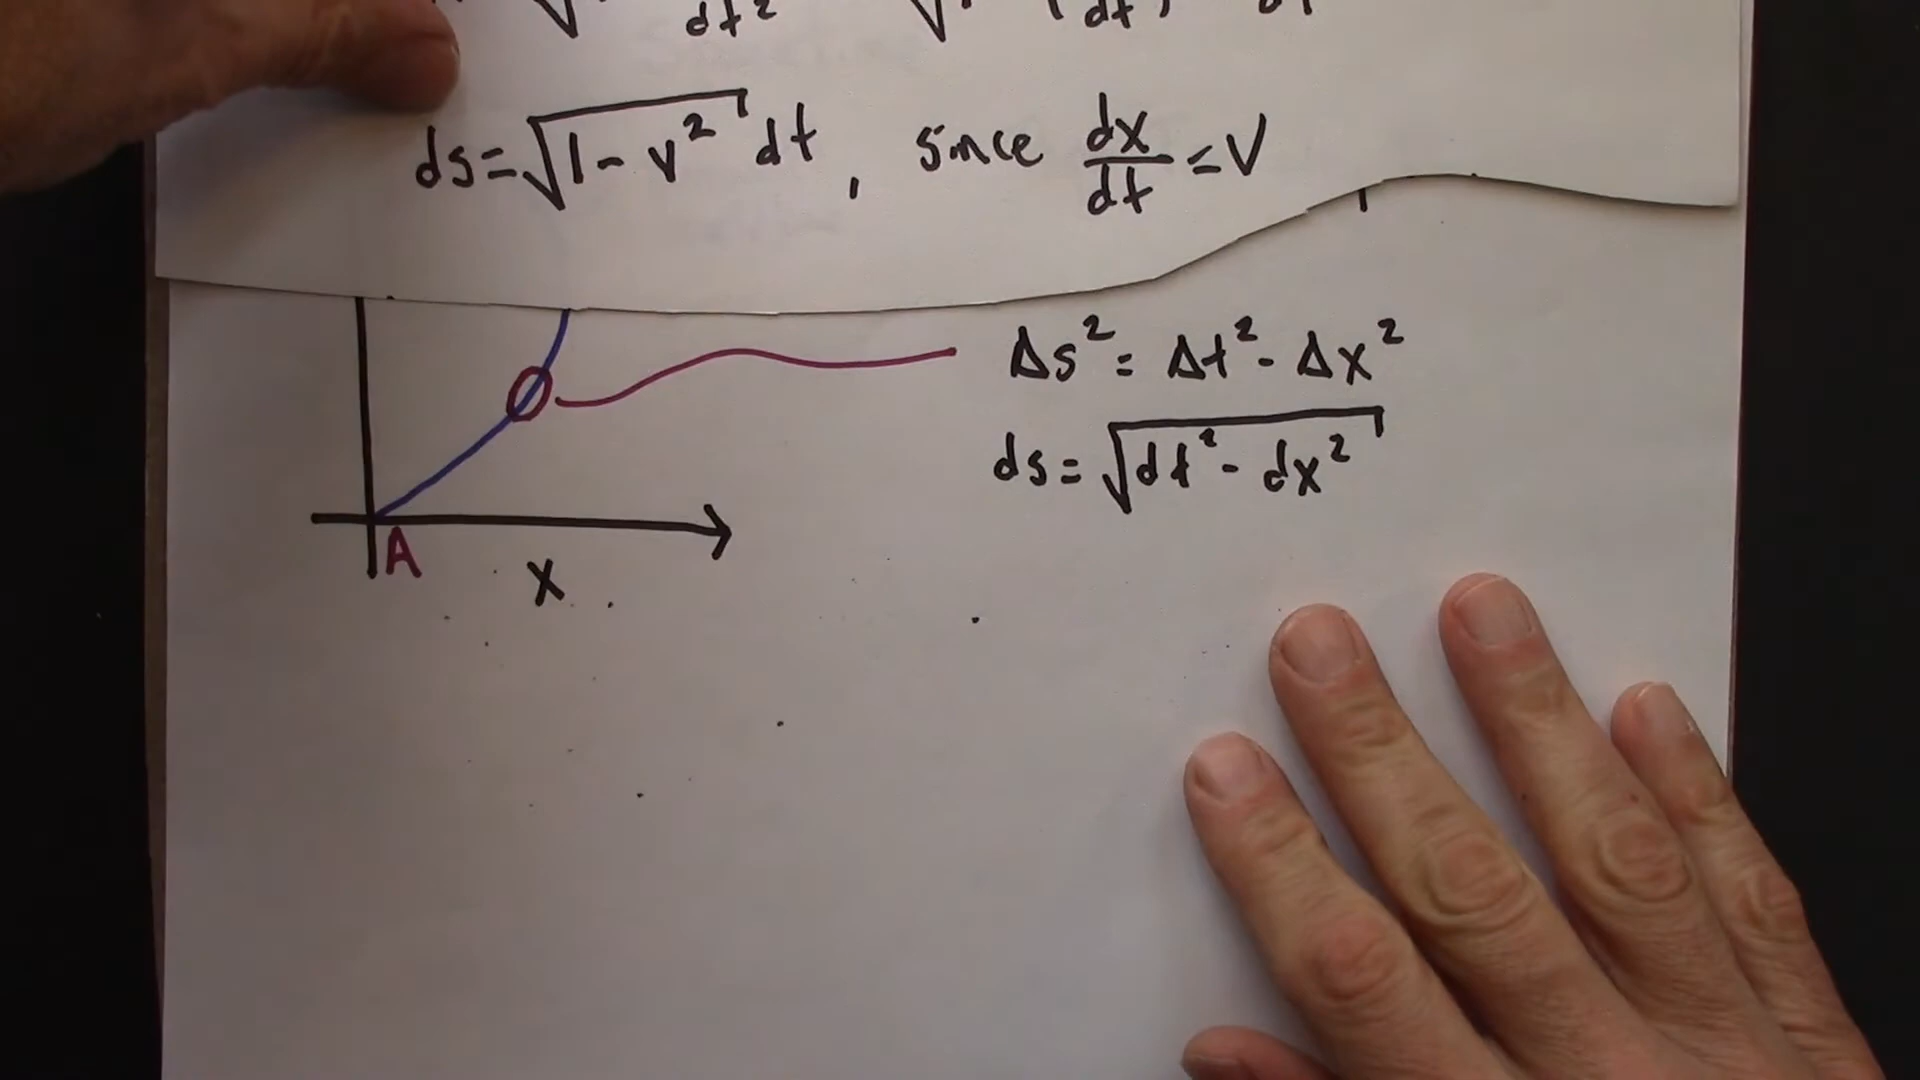 ds=√1-v² dt, since dx/dt = V
Δs² = Δt² - Δx²
ds = √dt² - dx²
A
X